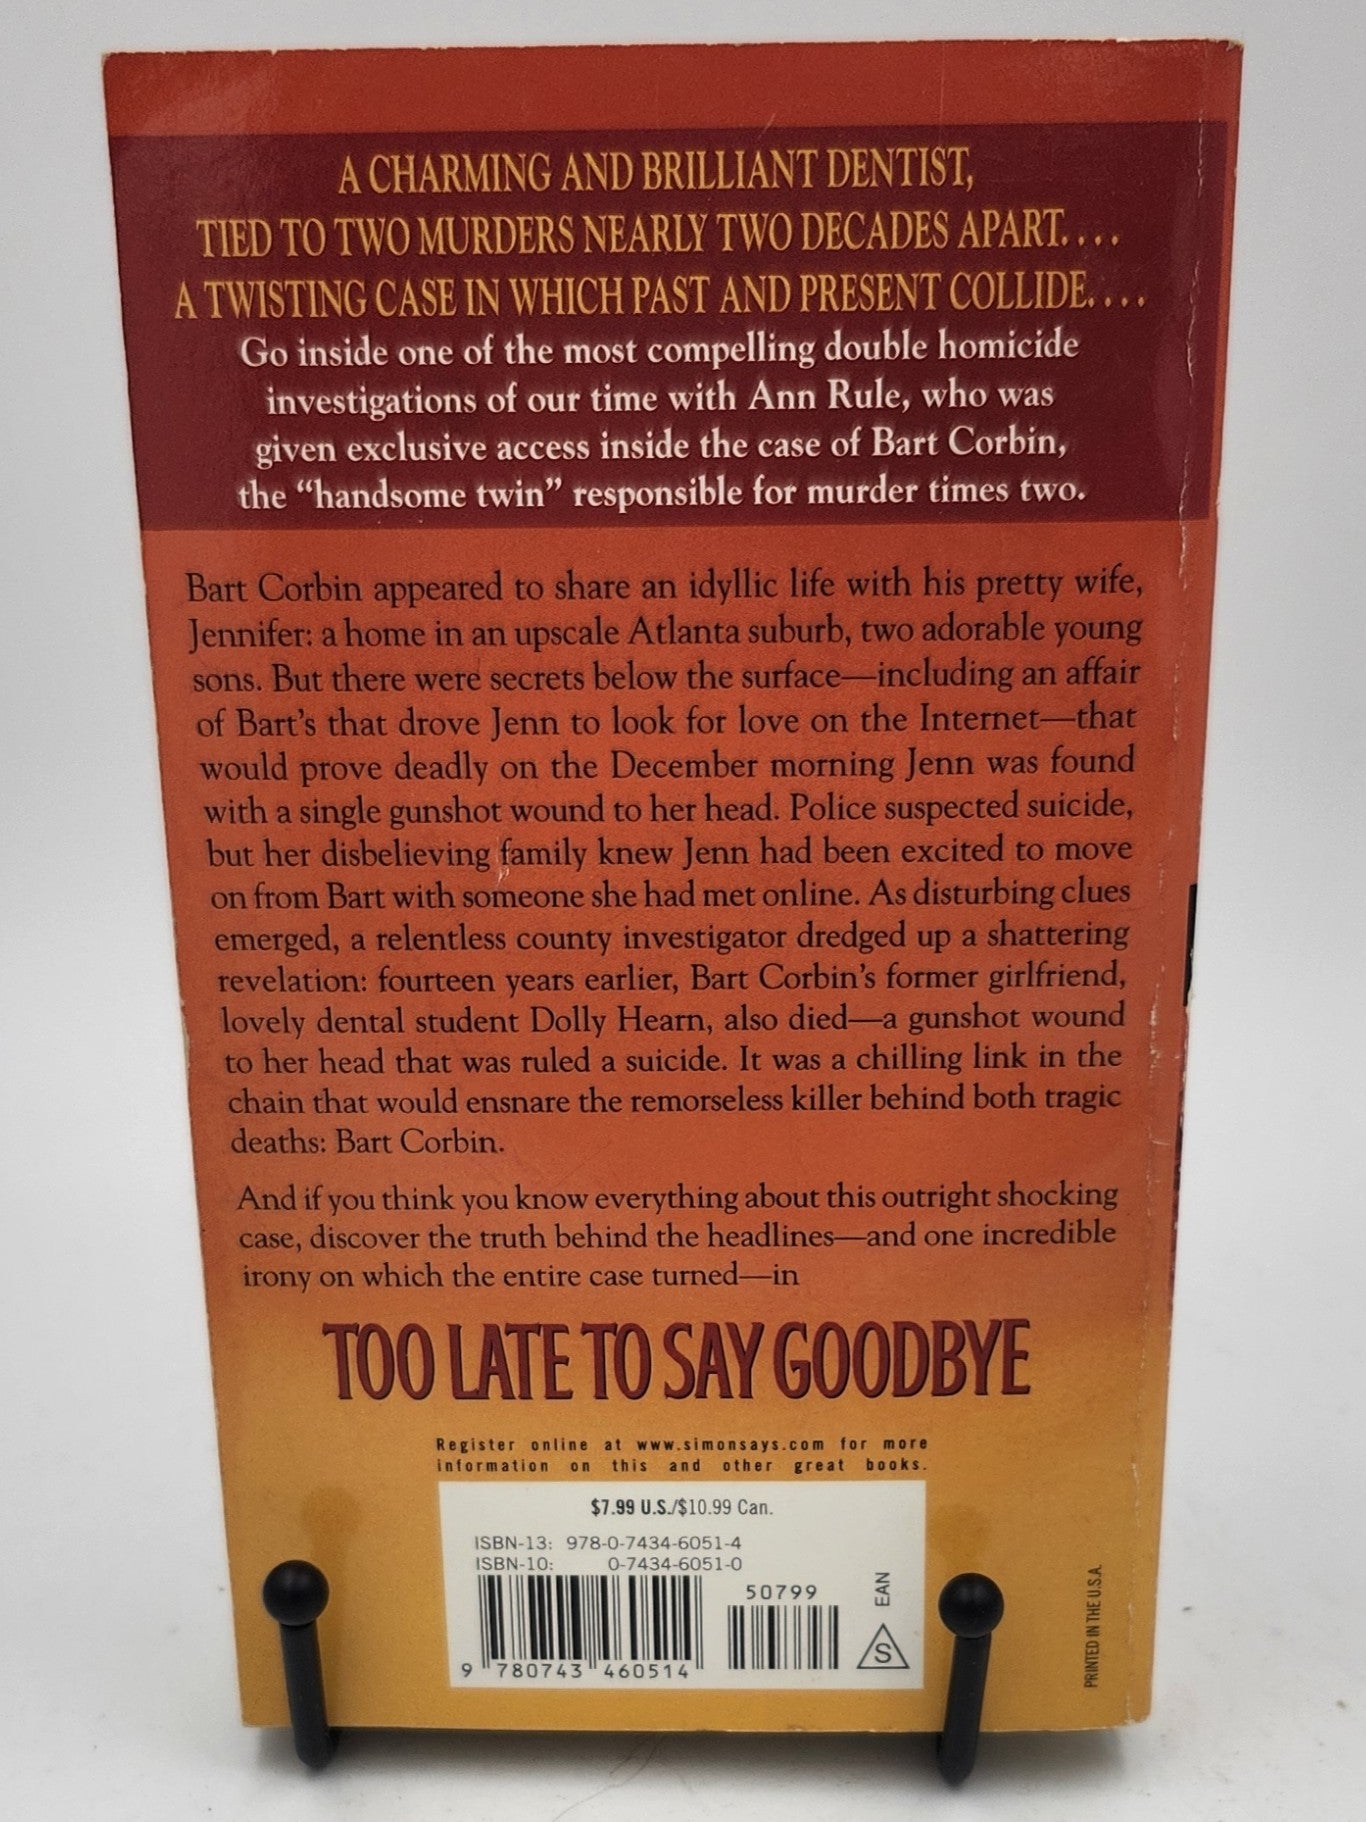 A CHARMING AND BRILLIANT DENTIST,
TIED TO TWO MURDERS NEARLY TWO DECADES APART. . . .
A TWISTING CASE IN WHICH PAST AND PRESENT COLLIDE. . . .
Go inside one of the most compelling double homicide
investigations of our time with Ann Rule, who was
given exclusive access inside the case of Bart Corbin,
the “handsome twin” responsible for murder times two.
Bart Corbin appeared to share an idyllic life with his pretty wife,
Jennifer: a home in an upscale Atlanta suburb, two adorable young
sons. But there were secrets below the surface—including an affair
of Bart’s that drove Jenn to look for love on the Internet—that
would prove deadly on the December morning Jenn was found
with a single gunshot wound to her head. Police suspected suicide,
but her disbelieving family knew Jenn had been excited to move
on from Bart with someone she had met online. As disturbing clues
emerged, a relentless county investigator dredged up a shattering
revelation: fourteen years earlier, Bart Corbin’s former girlfriend,
lovely dental student Dolly Hearn, also died—a gunshot wound
to her head that was ruled a suicide. It was a chilling link in the
chain that would ensnare the remorseless killer behind both tragic
deaths: Bart Corbin.
And if you think you know everything about this outright shocking
case, discover the truth behind the headlines—and one incredible
irony on which the entire case turned—in
TOO LATE TO SAY GOODBYE
Register online at www.simonsays.com for more
information on this and other great books.
$7.99 U.S./$10.99 Can.
ISBN-13: 978-0-7434-6051-4
ISBN-10: 0-7434-6051-0
50799
EAN
S
9 780743 460514
PRINTED IN THE U.S.A.